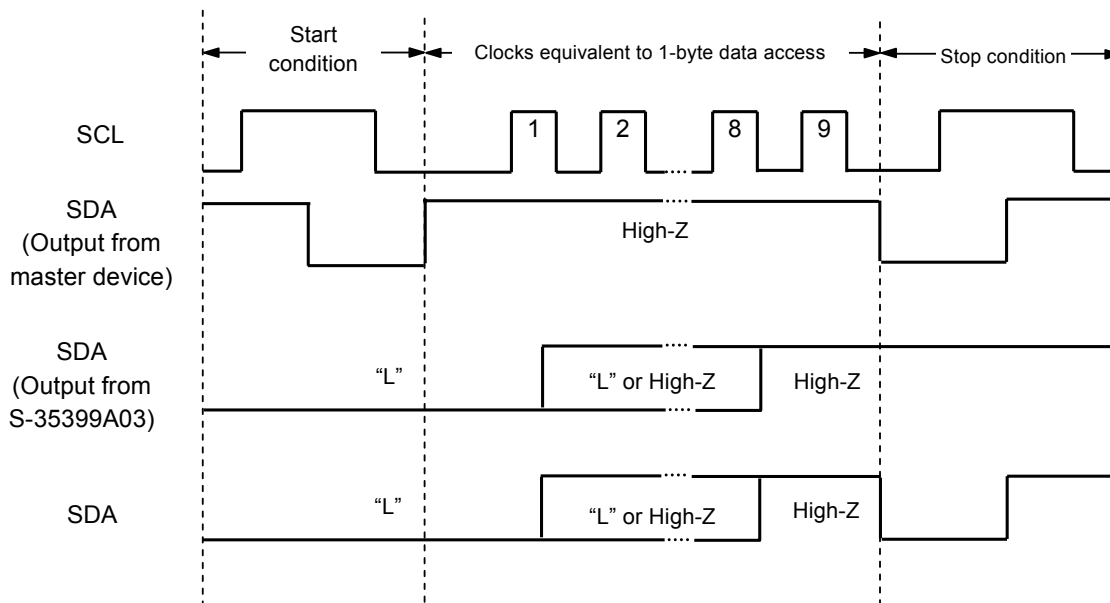 Start
condition
Clocks equivalent to 1-byte data access
Stop condition
SCL
1
2
8
9
SDA
(Output from
master device)
High-Z
SDA
(Output from
S-35399A03)
“L”
“L” or High-Z
High-Z
SDA
“L”
“L” or High-Z
High-Z